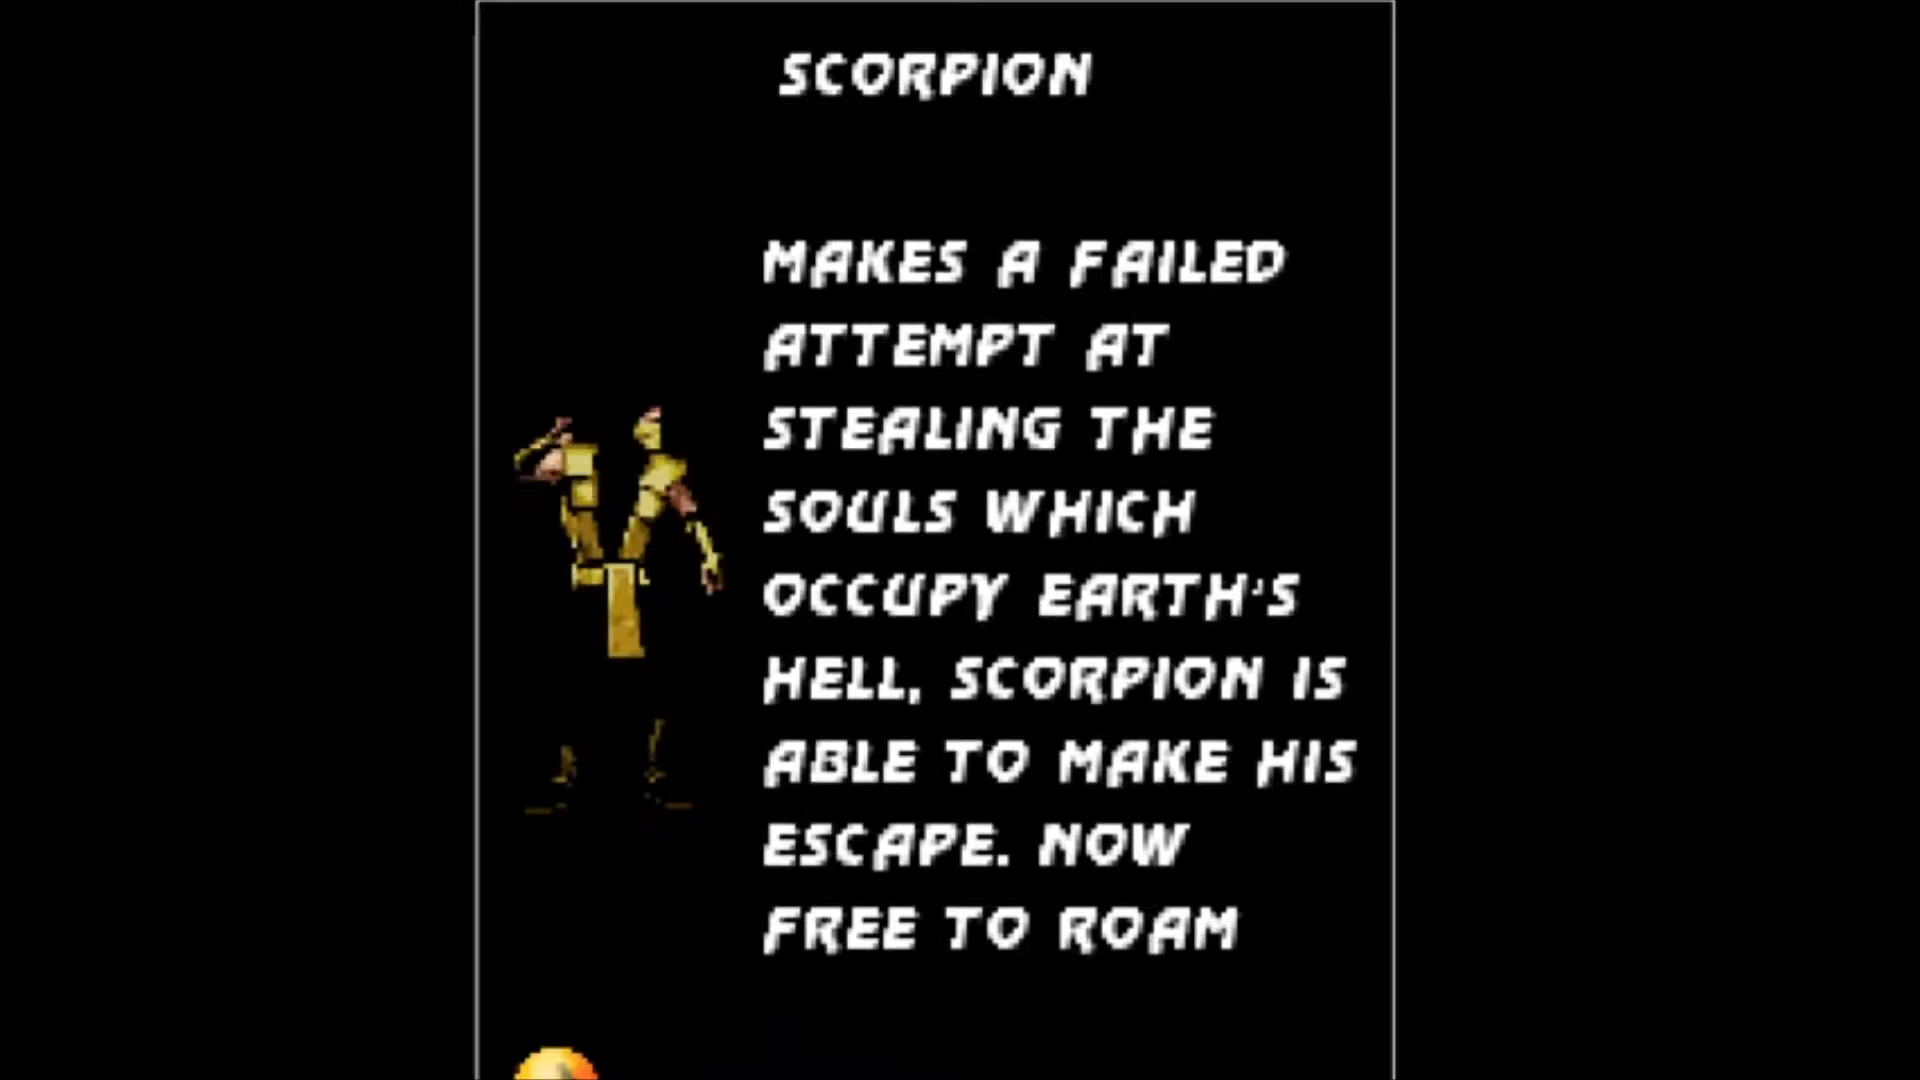 SCORPION
MAKES A FAILED
ATTEMPT AT
STEALING THE
SOULS WHICH
OCCUPY EARTH'S
HELL, SCORPION IS
ABLE TO MAKE HIS
ESCAPE. NOW
FREE TO ROAM